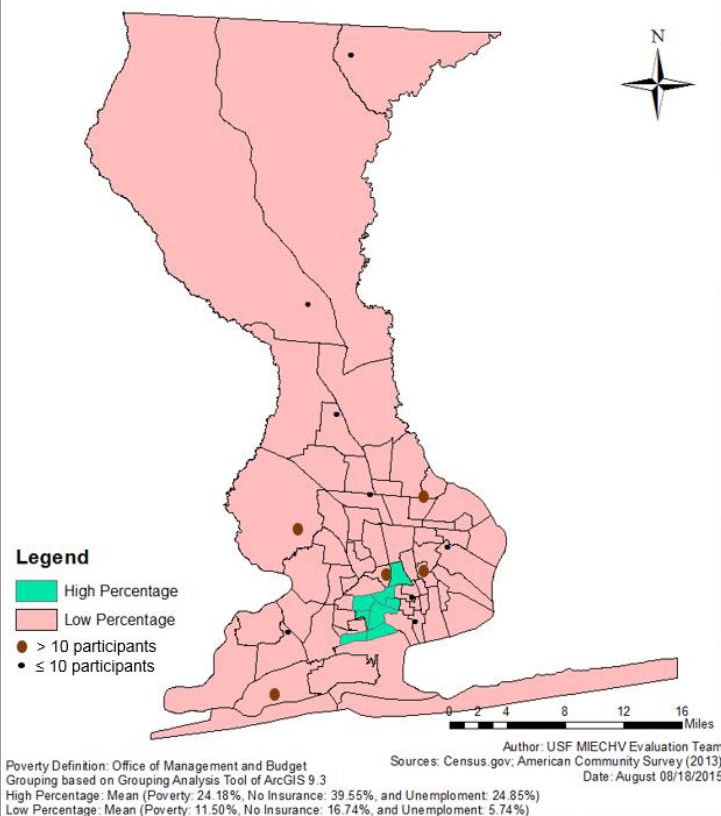 N
Legend
High Percentage
Low Percentage
> 10 participants
≤ 10 participants
0 2 4 8 12 16
Miles
Author: USF MIECHV Evaluation Team
Sources: Census.gov; American Community Survey (2013)
Date: August 08/18/2015
Poverty Definition: Office of Management and Budget
Grouping based on Grouping Analysis Tool of ArcGIS 9.3
High Percentage: Mean (Poverty: 24.18%, No Insurance: 39.55%, and Unemploment: 24.85%)
Low Percentage: Mean (Poverty: 11.50%, No Insurance: 16.74%, and Unemploment: 5.74%)